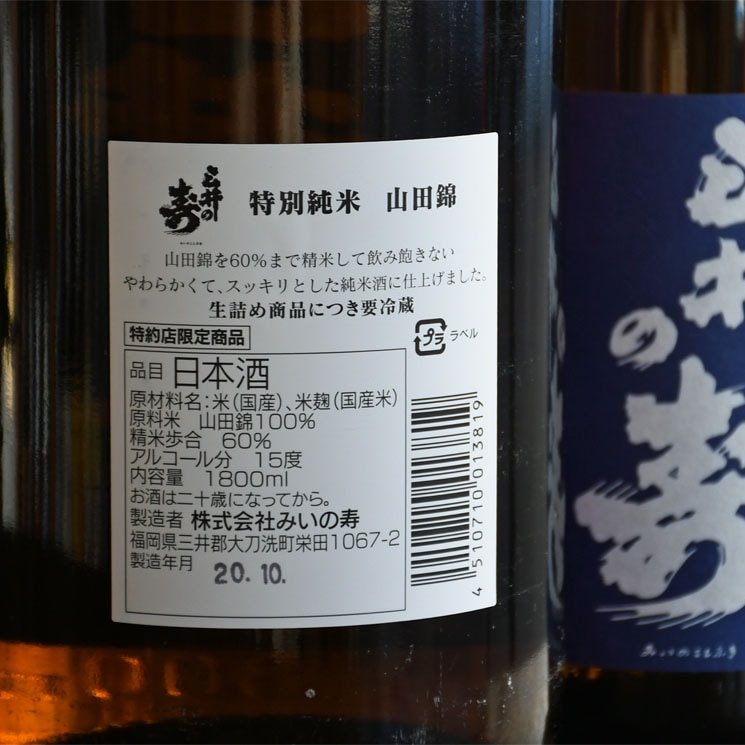 三井の寿
特別純米 山田錦
山田錦を60%まで精米して飲み飽きない
やわらかくて、スッキリとした純米酒に仕上げました。
生詰め商品につき要冷蔵
特約店限定商品
プラ ラベル
品目 日本酒
原材料名:米(国産)、米麹(国産米)
原料米 山田錦100%
精米歩合 60%
アルコール分 15度
内容量 1800ml
お酒は二十歳になってから。
製造者 株式会社みいの寿
福岡県三井郡大刀洗町栄田1067-2
製造年月 20.10.
4510710013819
三井の寿